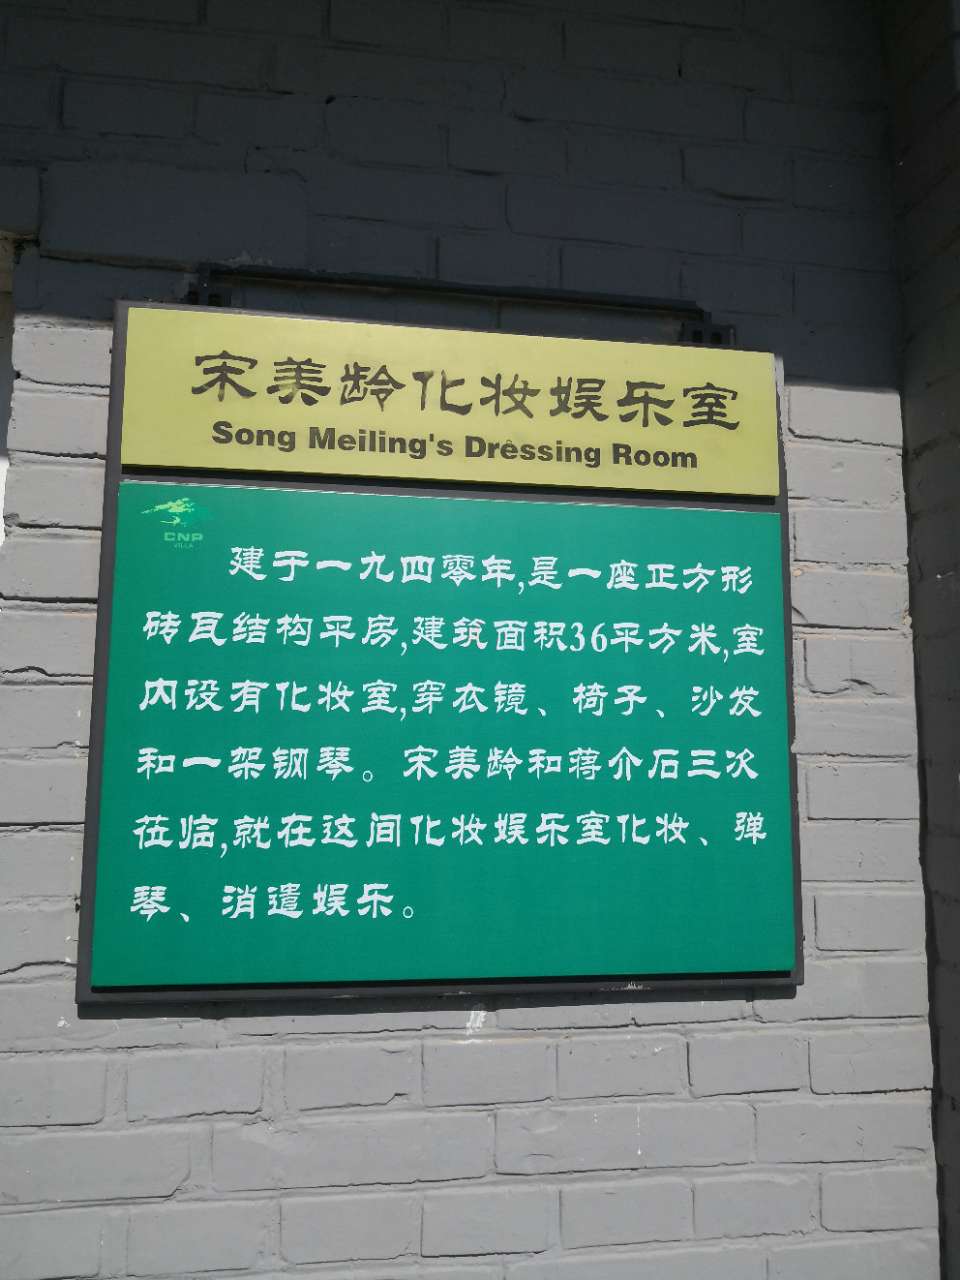 宋美龄化妆娱乐室
Song Meiling's Dressing Room
CNP
VILLA
建于一九四零年,是一座正方形
砖瓦结构平房,建筑面积36平方米,室
内设有化妆室,穿衣镜、椅子、沙发
和一架钢琴。宋美龄和蒋介石三次
莅临,就在这间化妆娱乐室化妆、弹
琴、消遣娱乐。